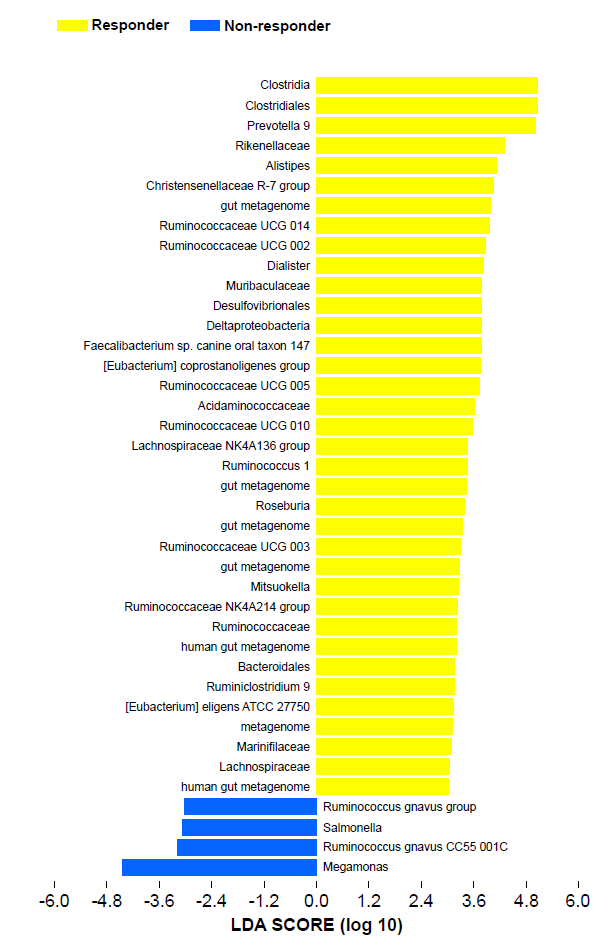 Responder Non-responder
Clostridia
Clostridiales
Prevotella 9
Rikenellaceae
Alistipes
Christensenellaceae R-7 group
gut metagenome
Ruminococcaceae UCG 014
Ruminococcaceae UCG 002
Dialister
Muribaculaceae
Desulfovibrionales
Deltaproteobacteria
Faecalibacterium sp. canine oral taxon 147
[Eubacterium] coprostanoligenes group
Ruminococcaceae UCG 005
Acidaminococcaceae
Ruminococcaceae UCG 010
Lachnospiraceae NK4A136 group
Ruminococcus 1
gut metagenome
Roseburia
gut metagenome
Ruminococcaceae UCG 003
gut metagenome
Mitsuokella
Ruminococcaceae NK4A214 group
Ruminococcaceae
human gut metagenome
Bacteroidales
Ruminiclostridium 9
[Eubacterium] eligens ATCC 27750
metagenome
Marinifilaceae
Lachnospiraceae
human gut metagenome
Ruminococcus gnavus group
Salmonella
Ruminococcus gnavus CC55 001C
Megamonas
-6.0 -4.8 -3.6 -2.4 -1.2 0.0 1.2 2.4 3.6 4.8 6.0
LDA SCORE (log 10)